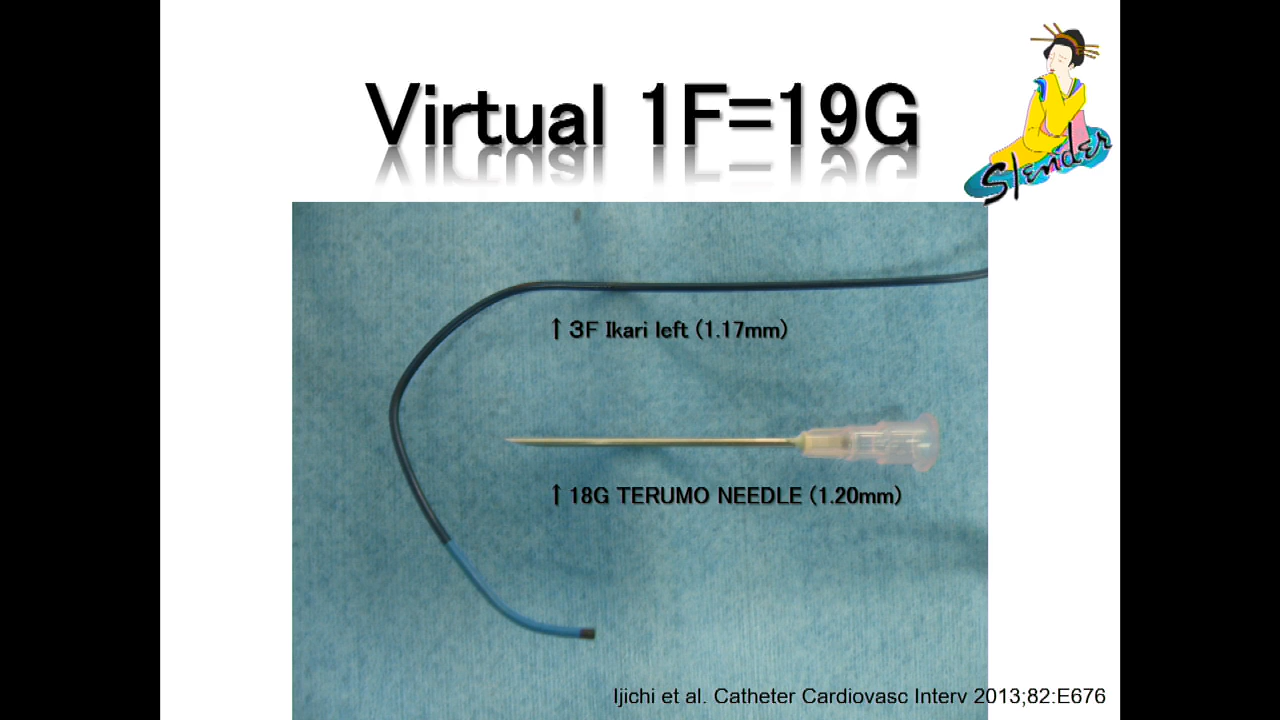 Virtual 1F=19G
Slender
↑3F Ikari left (1.17mm)
↑18G TERUMO NEEDLE (1.20mm)
Ijichi et al. Catheter Cardiovasc Interv 2013;82:E676